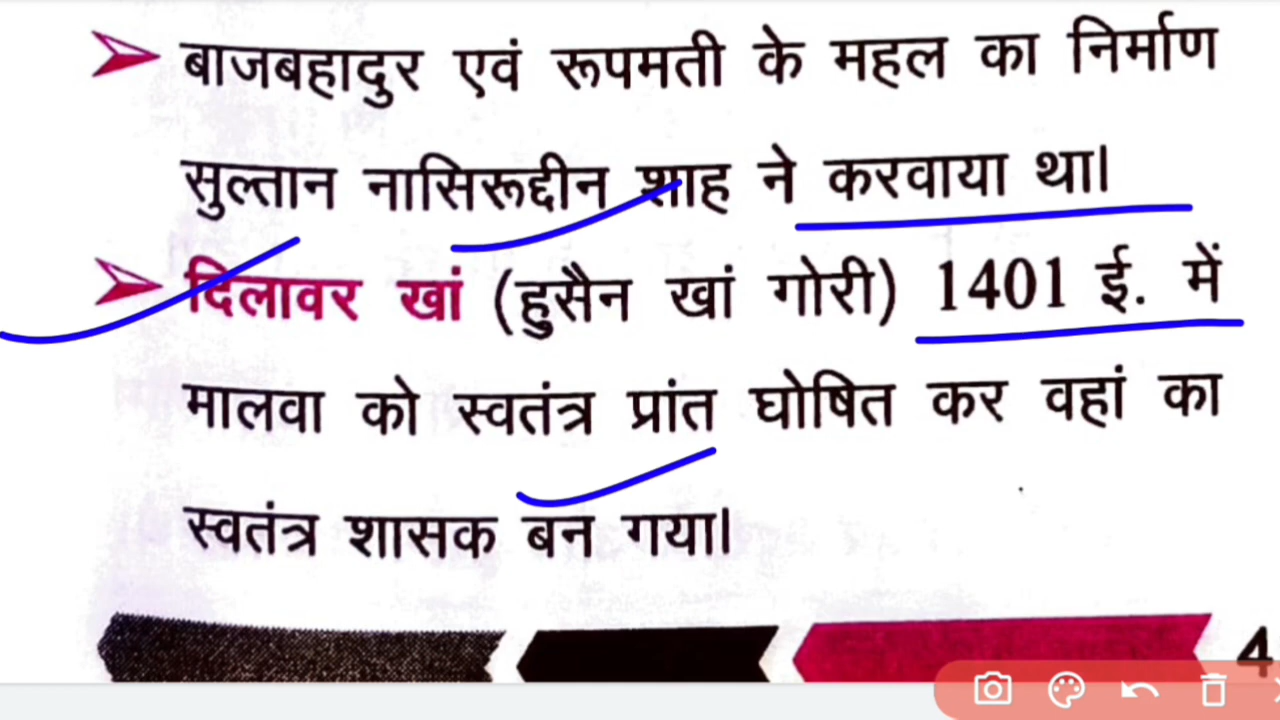 बाजबहादुर एवं रूपमती के महल का निर्माण
सुल्तान नासिरूद्दीन शाह ने करवाया था।
दिलावर खां (हुसैन खां गोरी) 1401 ई. में
मालवा को स्वतंत्र प्रांत घोषित कर वहां का
स्वतंत्र शासक बन गया।
4